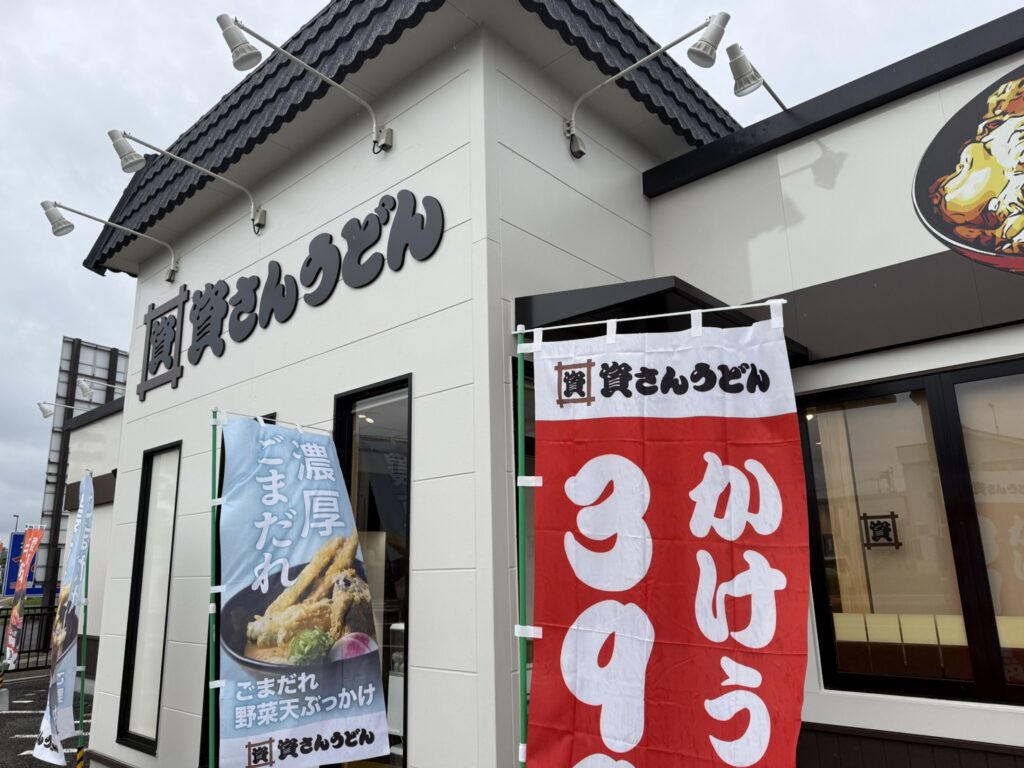 資 資さんうどん
資 資さんうどん
かけう
39
濃厚
ごまだれ
ごまだれ
野菜天ぶっかけ
資 資さんうどん
資